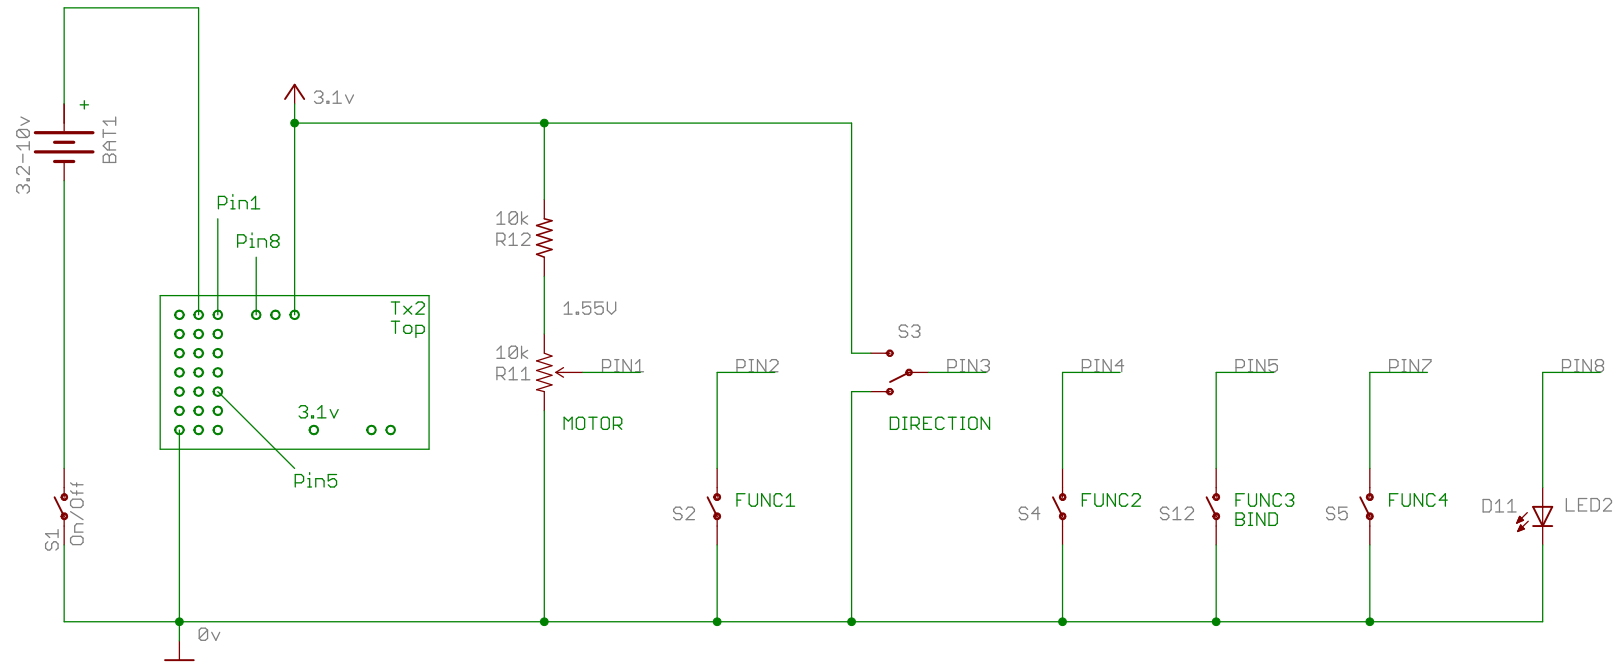 3.1v
+
3.2-10v
BAT1
Pin1
Pin8
10k
R12
Tx2
Top
1.55V
S3
10k
R11
PIN1
PIN2
PIN3
PIN4
PIN5
PIN7
PIN8
3.1v
MOTOR
DIRECTION
Pin5
S1
On/Off
S2
FUNC1
S4
FUNC2
S12
FUNC3
BIND
S5
FUNC4
D11
LED2
0v